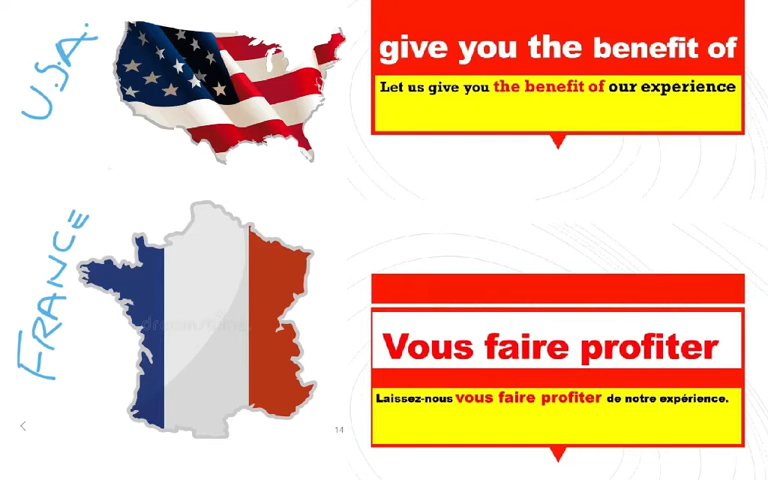 U.S.A.
give you the benefit of
Let us give you the benefit of our experience
FRANCE
Vous faire profiter
Laissez-nous vous faire profiter de notre expérience.
14